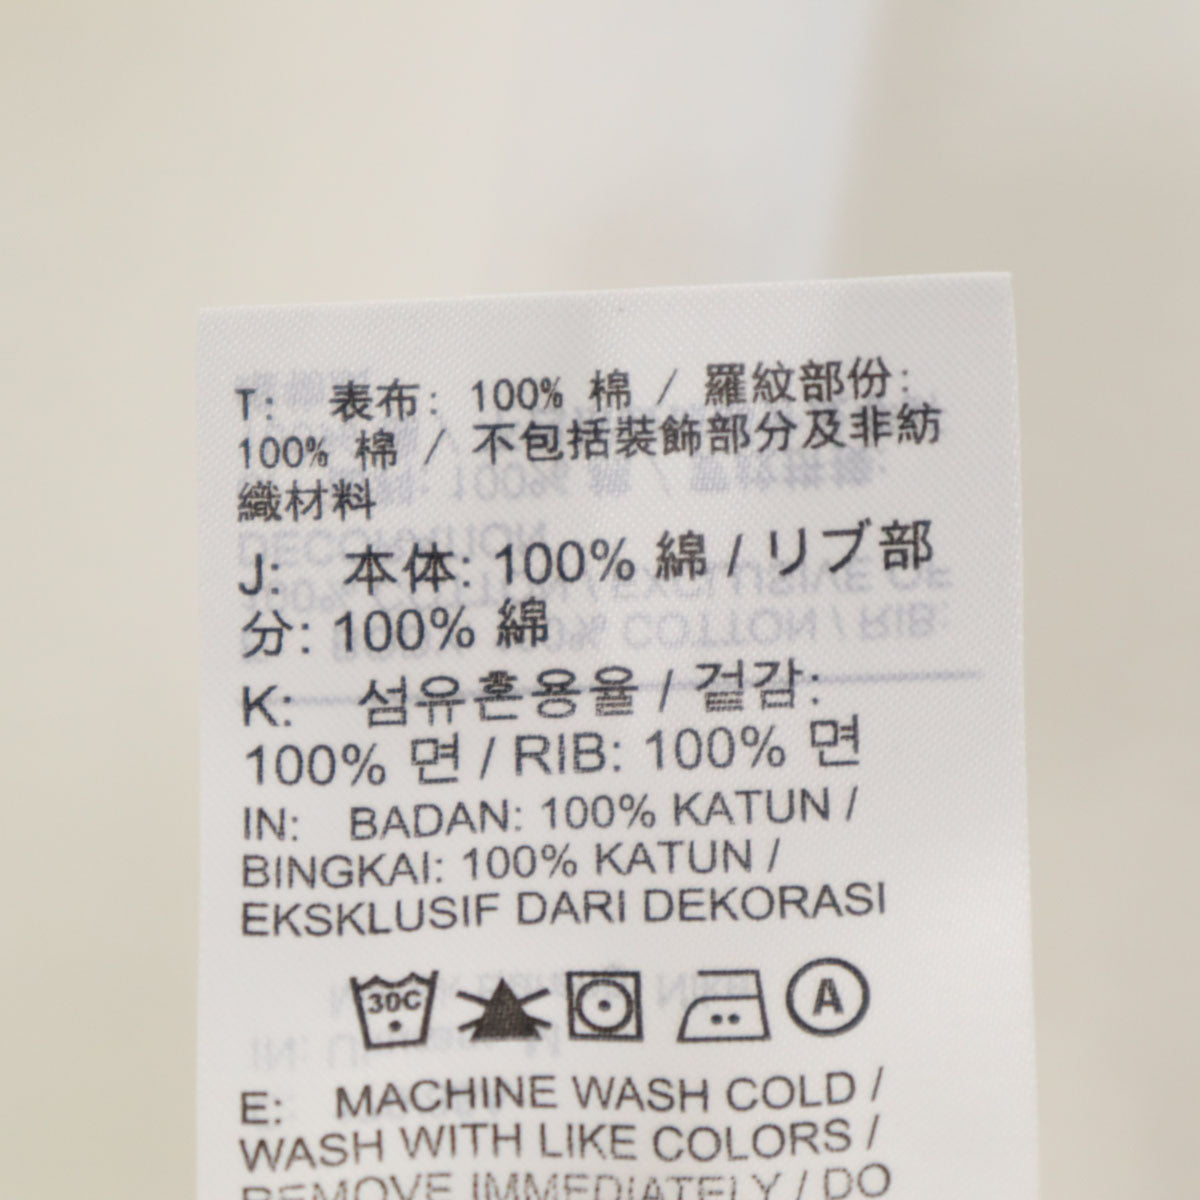 T: 表布: 100% 棉 / 羅紋部份:
100% 棉 / 不包括裝飾部分及非紡
織材料
J: 本体: 100% 綿 / リブ部
分: 100% 綿
K: 섬유혼용율 / 겉감:
100% 면 / RIB: 100% 면
IN: BADAN: 100% KATUN /
BINGKAI: 100% KATUN /
EKSKLUSIF DARI DEKORASI
30C
A
E: MACHINE WASH COLD /
WASH WITH LIKE COLORS /
REMOVE IMMEDIATELY / DO